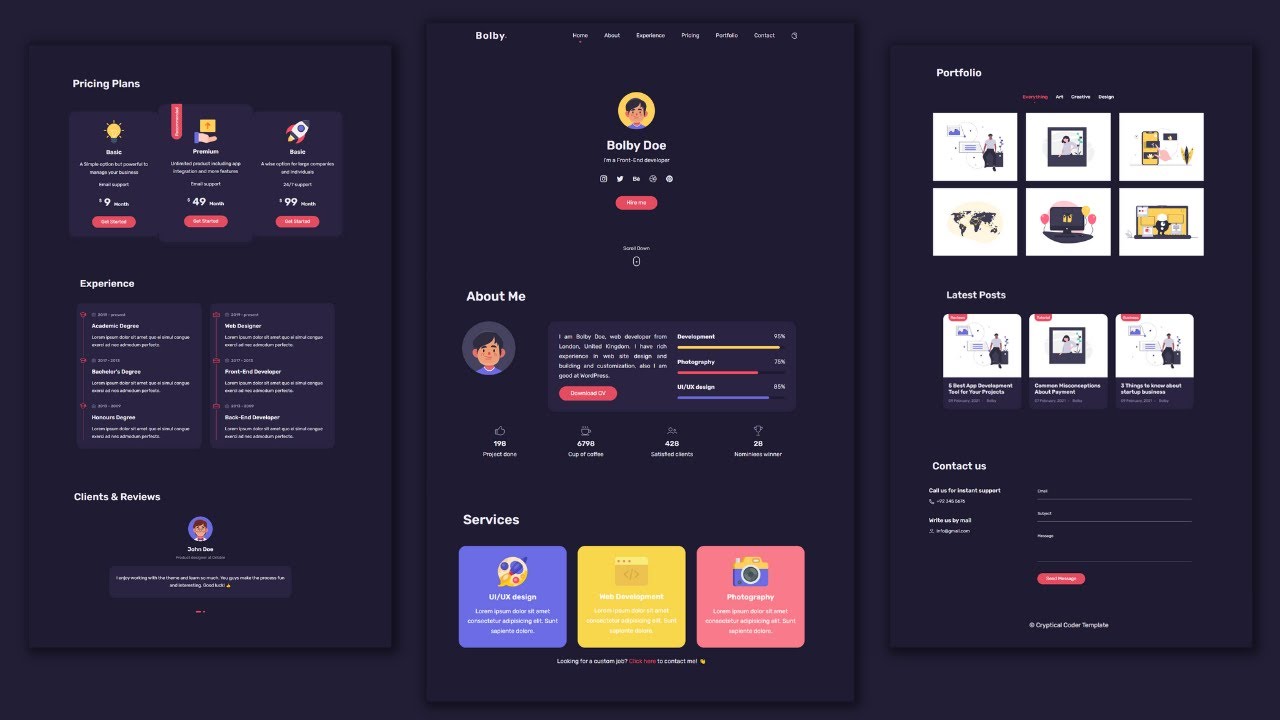 Pricing Plans
Recommended
Basic
A Simple option but powerful to
manage your business
Email support
$ 9 Month
Get Started
Premium
Unlimited product including app
integration and more features
Email support
$ 49 Month
Get Started
Basic
A wise option for large companies
and individuals
24/7 support
$ 99 Month
Get Started
Experience
2019 - present
Academic Degree
Lorem ipsum dolor sit amet quo ei simul congue
exerci ad nec admodum perfecto.
2017 - 2013
Bachelor's Degree
Lorem ipsum dolor sit amet quo ei simul congue
exerci ad nec admodum perfecto.
2013 - 2009
Honours Degree
Lorem ipsum dolor sit amet quo ei simul congue
exerci ad nec admodum perfecto.
2019 - present
Web Designer
Lorem ipsum dolor sit amet quo ei simul congue
exerci ad nec admodum perfecto.
2017 - 2013
Front-End Developer
Lorem ipsum dolor sit amet quo ei simul congue
exerci ad nec admodum perfecto.
2013 - 2009
Back-End Developer
Lorem ipsum dolor sit amet quo ei simul congue
exerci ad nec admodum perfecto.
Clients & Reviews
John Doe
Product designer at
I enjoy working with the theme and learn so much. You guys make the process fun
and interesting. Good luck! 👍
Bolby.
Home About Experience Pricing Portfolio Contact
Bolby Doe
I'm a Front-End developer
Bē
Hire me
Scroll Down
About Me
I am Bolby Doe, web developer from
London, United Kingdom. I have rich
experience in web site design and
building and customization. also I am
good at WordPress.
Download CV
Development 95%
Photography 75%
UI/UX design 85%
198
Project done
6798
Cup of coffee
428
Satisfied clients
28
Nominiees winner
Services
UI/UX design
Lorem ipsum dolor sit amet
consectetur adipisicing elit. Sunt
sapiente dolore.
Web Development
Lorem ipsum dolor sit amet
consectetur adipisicing elit. Sunt
sapiente dolore.
Photography
Lorem ipsum dolor sit amet
consectetur adipisicing elit. Sunt
sapiente dolore.
Looking for a custom job? Click here to contact me! 👋
Portfolio
Everything Art Creative Design
Latest Posts
Reviews
5 Best App Development
Tool for Your Projects
09 February, 2021 Bolby
Tutorial
Common Misconceptions
About Payment
07 February, 2021 Bolby
Business
3 Things to know about
startup business
09 February, 2021 Bolby
Contact us
Call us for instant support
+92 345 5676
Write us by mail
info@gmail.com
Email
Subject
Message
Send Message
© Cryptical Coder Template